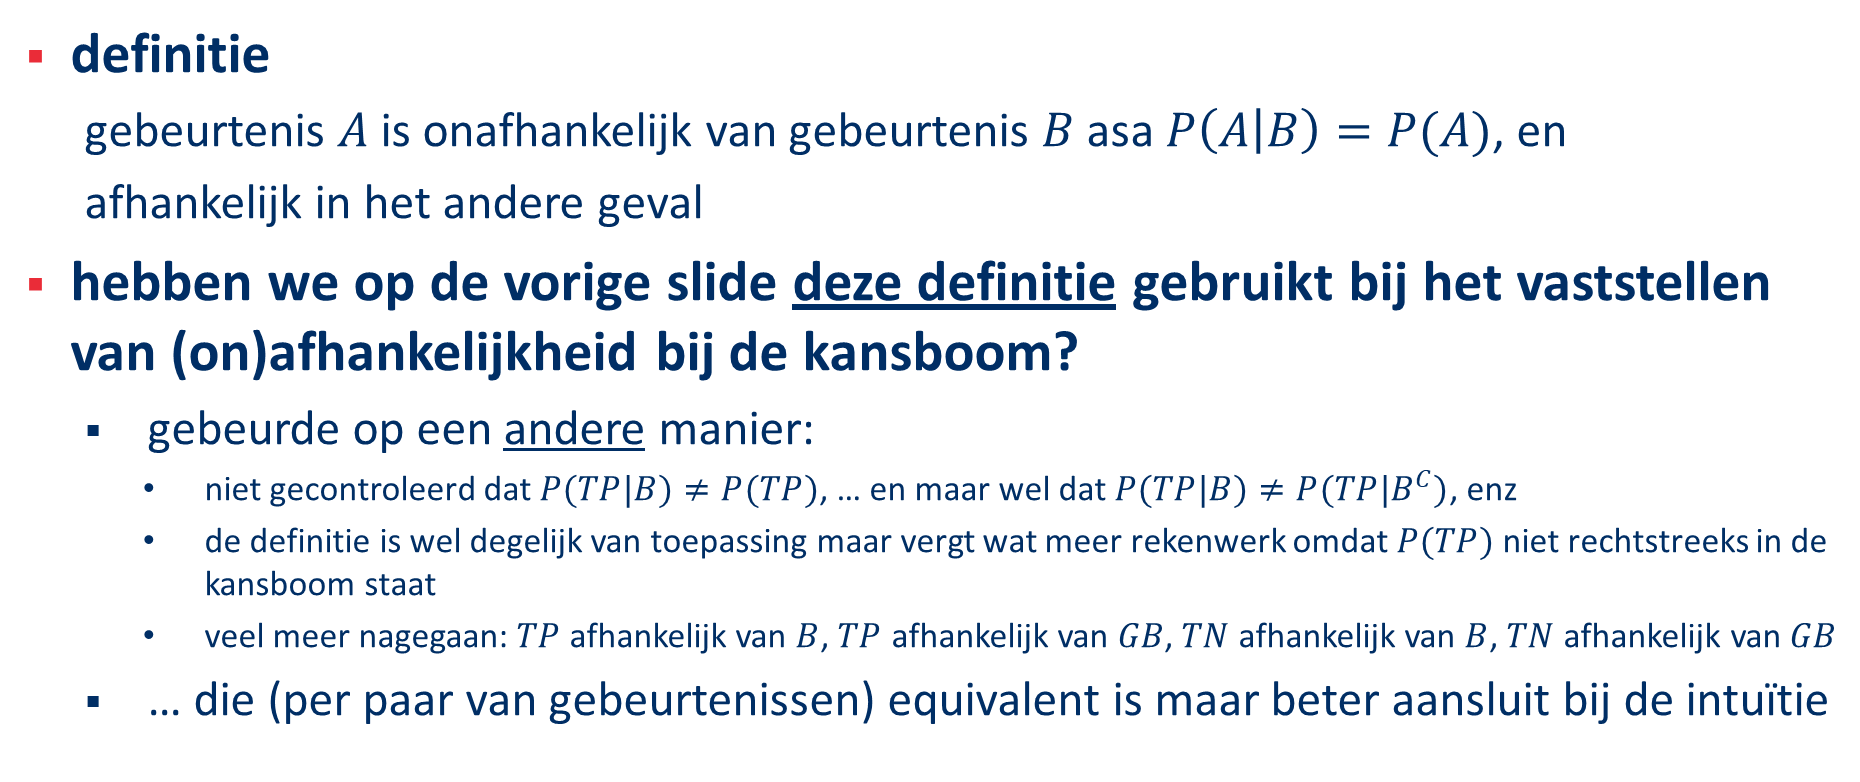 ▪ definitie
gebeurtenis A is onafhankelijk van gebeurtenis B asa P(A|B) = P(A), en
afhankelijk in het andere geval
▪ hebben we op de vorige slide deze definitie gebruikt bij het vaststellen
van (on)afhankelijkheid bij de kansboom?
▪ gebeurde op een andere manier:
• niet gecontroleerd dat P(TP|B) ≠ P(TP), … en maar wel dat P(TP|B) ≠ P(TP|Bᶜ), enz
• de definitie is wel degelijk van toepassing maar vergt wat meer rekenwerk omdat P(TP) niet rechtstreeks in de
kansboom staat
• veel meer nagegaan: TP afhankelijk van B, TP afhankelijk van GB, TN afhankelijk van B, TN afhankelijk van GB
▪ … die (per paar van gebeurtenissen) equivalent is maar beter aansluit bij de intuïtie